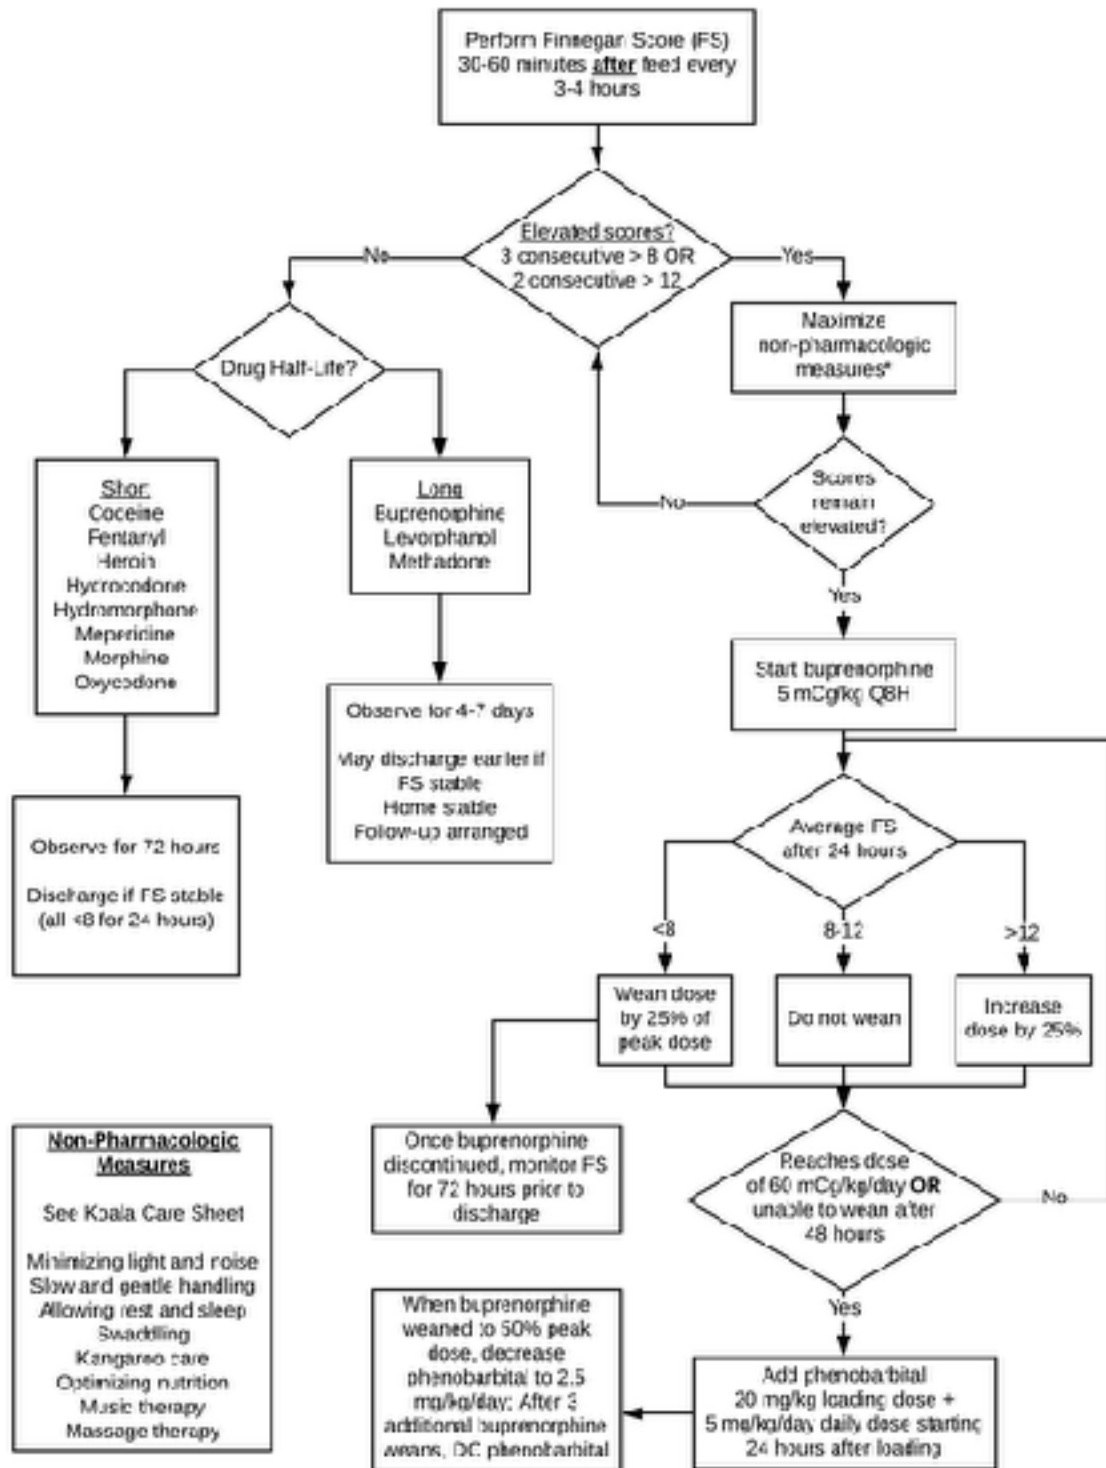 Perform Finnegan Score (FS)
30-60 minutes after feed every
3-4 hours
Elevated scores?
3 consecutive > 8 OR
2 consecutive > 12
No
Yes
Drug Half-Life?
Maximize
non-pharmacologic
measures*
Short
Codeine
Fentanyl
Heroin
Hydrocodone
Hydromorphone
Meperidine
Morphine
Oxycodone
Long
Buprenorphine
Levorphanol
Methadone
Scores
remain
elevated?
No
Yes
Start buprenorphine
5 mCg/kg Q8H
Observe for 4-7 days
May discharge earlier if
FS stable
Home stable
Follow-up arranged
Observe for 72 hours
Discharge if FS stable
(all <8 for 24 hours)
Average FS
after 24 hours
<8
8-12
>12
Wean dose
by 25% of
peak dose
Do not wean
Increase
dose by 25%
Once buprenorphine
discontinued, monitor FS
for 72 hours prior to
discharge
Reaches dose
of 60 mCg/kg/day OR
unable to wean after
48 hours
No
Yes
Non-Pharmacologic
Measures
See Koala Care Sheet
Minimizing light and noise
Slow and gentle handling
Allowing rest and sleep
Swaddling
Kangaroo care
Optimizing nutrition
Music therapy
Massage therapy
When buprenorphine
weaned to 50% peak
dose, decrease
phenobarbital to 2.5
mg/kg/day; After 3
additional buprenorphine
weans, DC phenobarbital
Add phenobarbital
20 mg/kg loading dose +
5 mg/kg/day daily dose starting
24 hours after loading